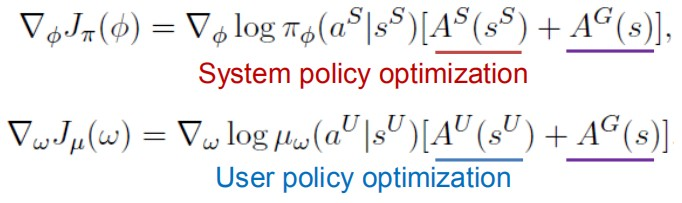 ∇_ϕ J_π(ϕ) = ∇_ϕ log π_ϕ(a^S|s^S)[A^S(s^S) + A^G(s)],
System policy optimization
∇_ω J_μ(ω) = ∇_ω log μ_ω(a^U|s^U)[A^U(s^U) + A^G(s)]
User policy optimization